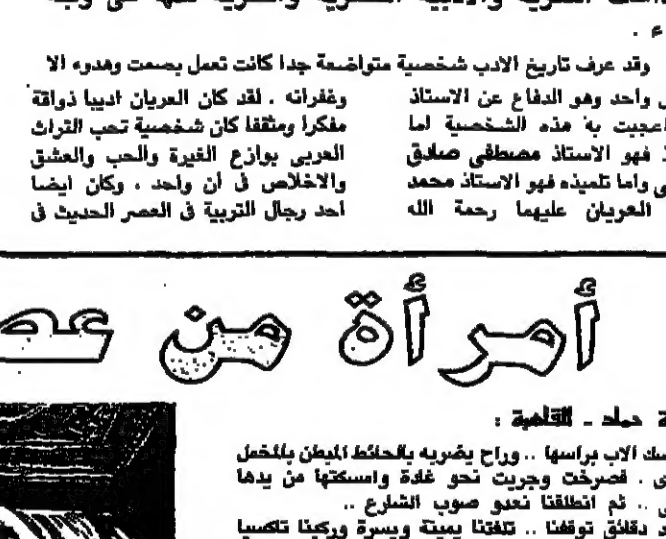 والأدبية
وقد عرف تاريخ الادب شخصية متواضعة جدا كانت تعمل بصمت وهدوء الا
واحد وهو الدفاع عن الاستاذ
اعجبت به هذه الشخصية اما
فهو الاستاذ مصطفى صادق
وأما تلميذه فهو الاستاذ محمد
العريان عليهما رحمة الله
وغفرانه . لقد كان العريان اديبا ذواقة
مفكرا ومثقفا كان شخصية تحب التراث
العربى بوازع الغيرة والحب والعشق
والاخلاص فى أن واحد ، وكان ايضا
احد رجال التربية فى العصر الحديث فى
أمرأة من
حماد - القاهرة :
الاب براسها .. وراح يضربه بالحائط المبطن بالمخمل
. فصرخت وجريت نحو غادة وامسكتها من يدها
.. ثم انطلقنا نعدو صوب الشارع ..
دقائق توقفنا .. تلفتنا يمينة ويسرة وركبنا تاكسيا